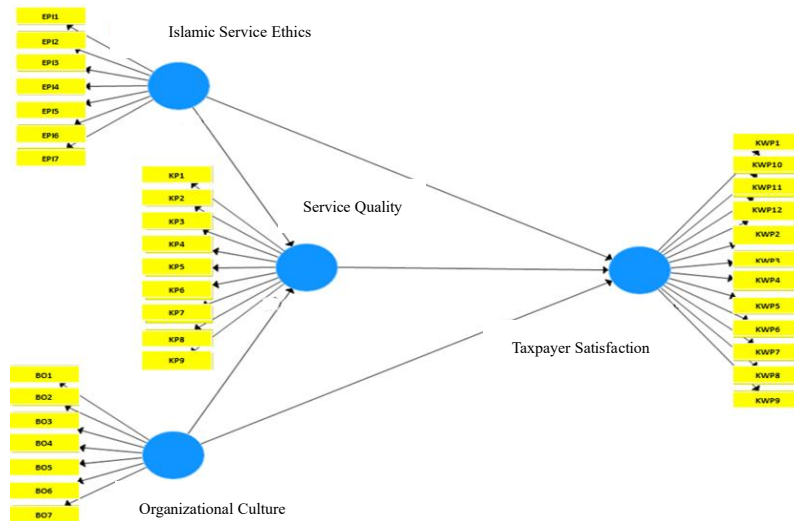 Islamic Service Ethics
EPI1
EPI2
EPI3
EPI4
EPI5
EPI6
EPI7
KP1
KP2
KP3
KP4
KP5
KP6
KP7
KP8
KP9
Service Quality
KWP1
KWP10
KWP11
KWP12
KWP2
KWP3
KWP4
KWP5
KWP6
KWP7
KWP8
KWP9
Taxpayer Satisfaction
BO1
BO2
BO3
BO4
BO5
BO6
BO7
Organizational Culture